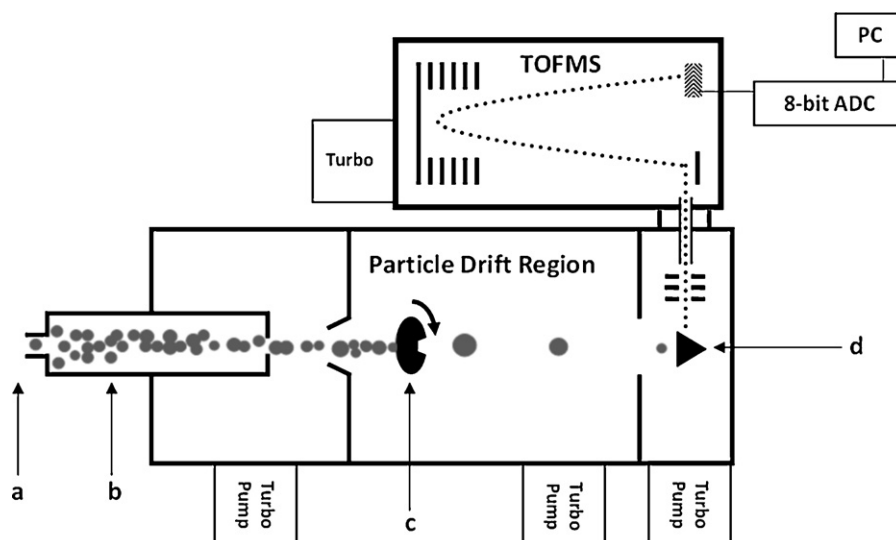 PC
TOFMS
8-bit ADC
Turbo
Particle Drift Region
d
a
b
c
Turbo
Pump
Turbo
Pump
Turbo
Pump